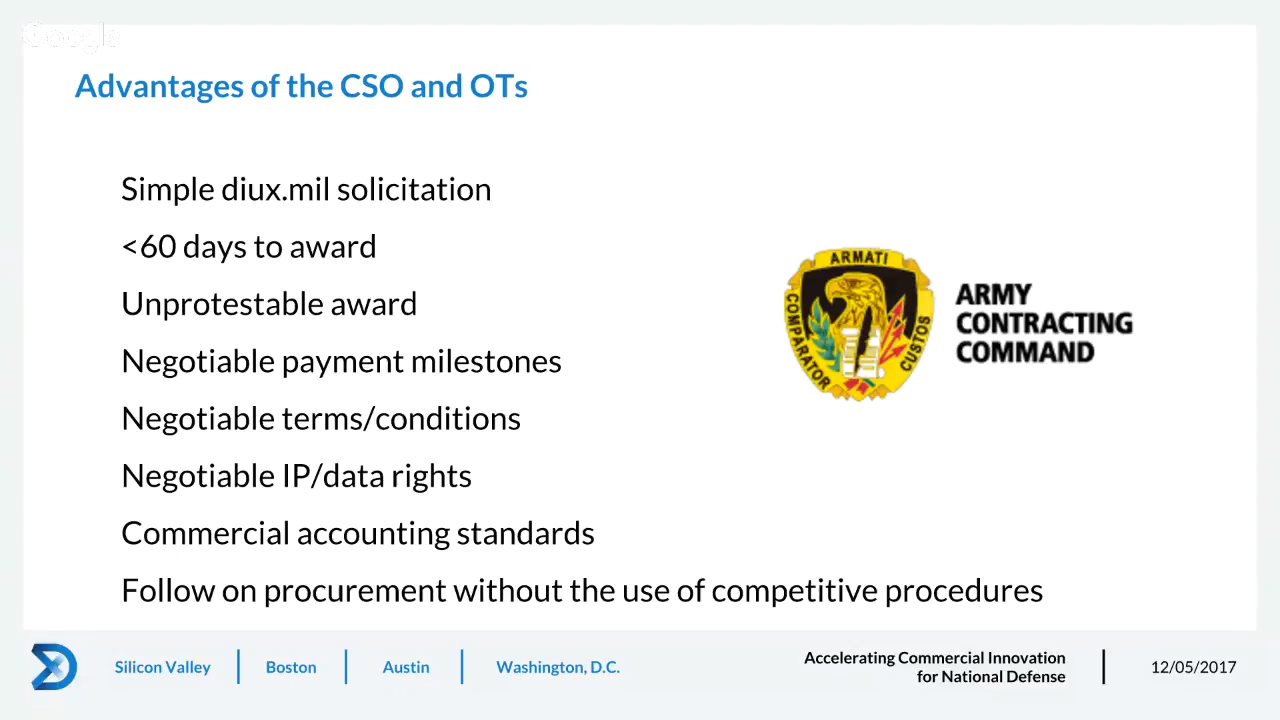 Google
Advantages of the CSO and OTs
Simple diux.mil solicitation
<60 days to award
Unprotestable award
Negotiable payment milestones
Negotiable terms/conditions
Negotiable IP/data rights
Commercial accounting standards
Follow on procurement without the use of competitive procedures
ARMATI
COMPARATOR
CUSTOS
ARMY
CONTRACTING
COMMAND
Silicon Valley
Boston
Austin
Washington, D.C.
Accelerating Commercial Innovation
for National Defense
12/05/2017